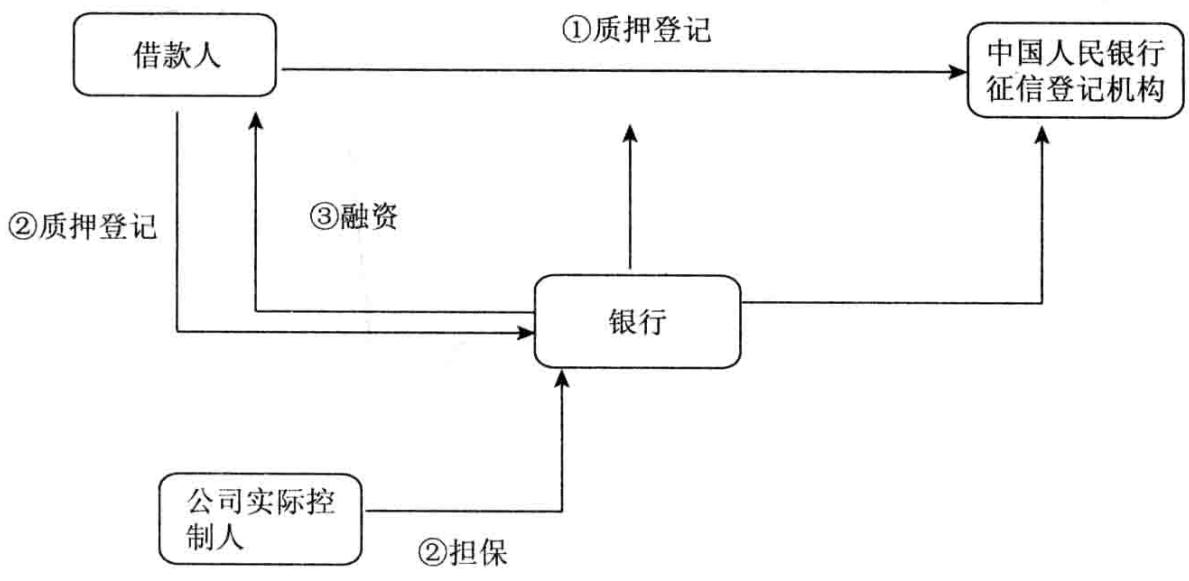 ①质押登记
借款人
中国人民银行
征信登记机构
②质押登记
③融资
银行
公司实际控
制人
②担保